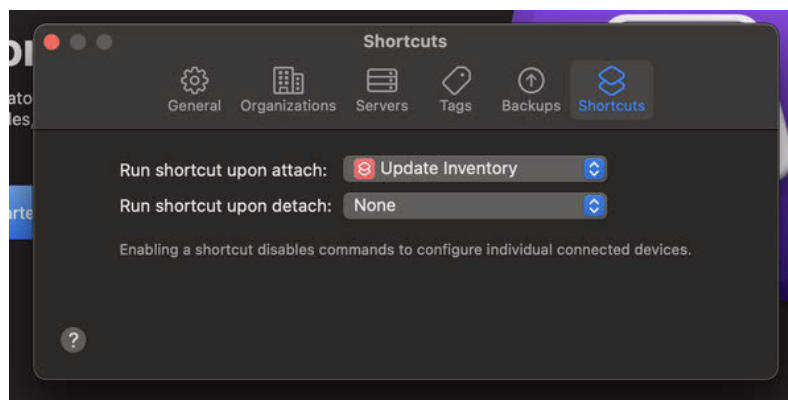 Shortcuts
General Organizations Servers Tags Backups Shortcuts
Run shortcut upon attach: Update Inventory
Run shortcut upon detach: None
Enabling a shortcut disables commands to configure individual connected devices.
?